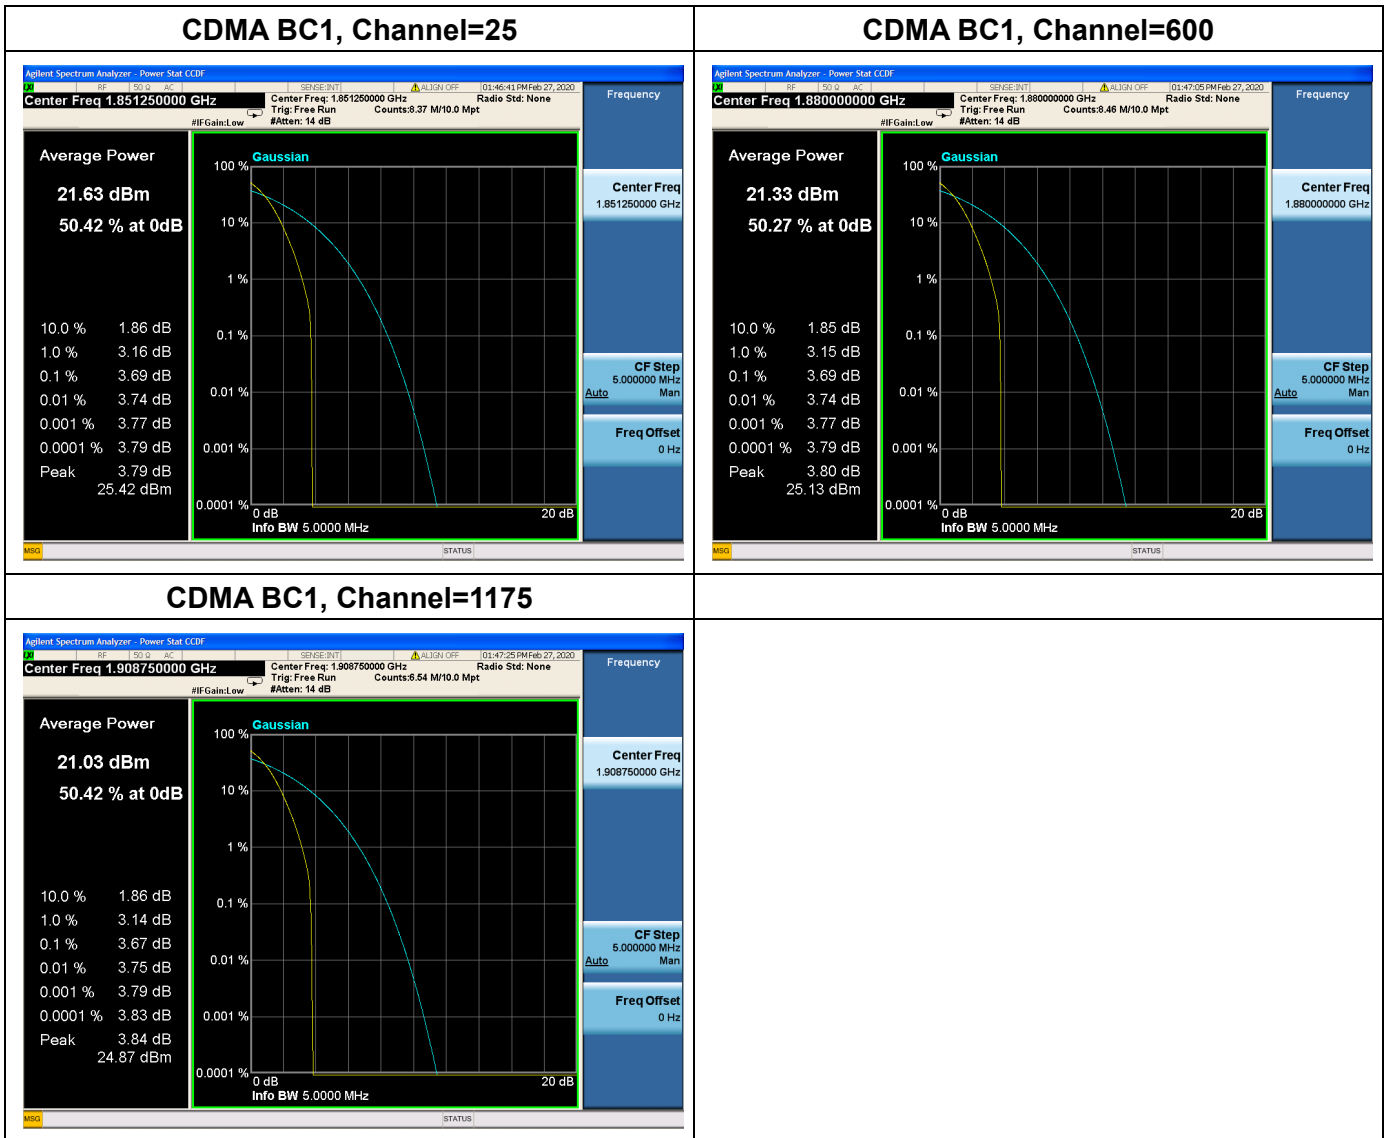 CDMA BC1, Channel=25
Agilent Spectrum Analyzer - Power Stat CCDF
LXI RF 50 Ω AC SENSE:INT ALIGN OFF 01:46:41 PM Feb 27, 2020
Center Freq 1.851250000 GHz
Center Freq: 1.851250000 GHz Radio Std: None
Trig: Free Run Counts:8.37 M/10.0 Mpt
#IFGain:Low #Atten: 14 dB
Frequency
Average Power
21.63 dBm
50.42 % at 0dB
10.0 % 1.86 dB
1.0 % 3.16 dB
0.1 % 3.69 dB
0.01 % 3.74 dB
0.001 % 3.77 dB
0.0001 % 3.79 dB
Peak 3.79 dB
25.42 dBm
Gaussian
100 %
10 %
1 %
0.1 %
0.01 %
0.001 %
0.0001 %
0 dB 20 dB
Info BW 5.0000 MHz
Center Freq
1.851250000 GHz
CF Step
5.000000 MHz
Auto Man
Freq Offset
0 Hz
MSG STATUS
CDMA BC1, Channel=600
Agilent Spectrum Analyzer - Power Stat CCDF
LXI RF 50 Ω AC SENSE:INT ALIGN OFF 01:47:05 PM Feb 27, 2020
Center Freq 1.880000000 GHz
Center Freq: 1.880000000 GHz Radio Std: None
Trig: Free Run Counts:8.46 M/10.0 Mpt
#IFGain:Low #Atten: 14 dB
Frequency
Average Power
21.33 dBm
50.27 % at 0dB
10.0 % 1.85 dB
1.0 % 3.15 dB
0.1 % 3.69 dB
0.01 % 3.74 dB
0.001 % 3.77 dB
0.0001 % 3.79 dB
Peak 3.80 dB
25.13 dBm
Gaussian
100 %
10 %
1 %
0.1 %
0.01 %
0.001 %
0.0001 %
0 dB 20 dB
Info BW 5.0000 MHz
Center Freq
1.880000000 GHz
CF Step
5.000000 MHz
Auto Man
Freq Offset
0 Hz
MSG STATUS
CDMA BC1, Channel=1175
Agilent Spectrum Analyzer - Power Stat CCDF
LXI RF 50 Ω AC SENSE:INT ALIGN OFF 01:47:25 PM Feb 27, 2020
Center Freq 1.908750000 GHz
Center Freq: 1.908750000 GHz Radio Std: None
Trig: Free Run Counts:6.54 M/10.0 Mpt
#IFGain:Low #Atten: 14 dB
Frequency
Average Power
21.03 dBm
50.42 % at 0dB
10.0 % 1.86 dB
1.0 % 3.14 dB
0.1 % 3.67 dB
0.01 % 3.75 dB
0.001 % 3.79 dB
0.0001 % 3.83 dB
Peak 3.84 dB
24.87 dBm
Gaussian
100 %
10 %
1 %
0.1 %
0.01 %
0.001 %
0.0001 %
0 dB 20 dB
Info BW 5.0000 MHz
Center Freq
1.908750000 GHz
CF Step
5.000000 MHz
Auto Man
Freq Offset
0 Hz
MSG STATUS